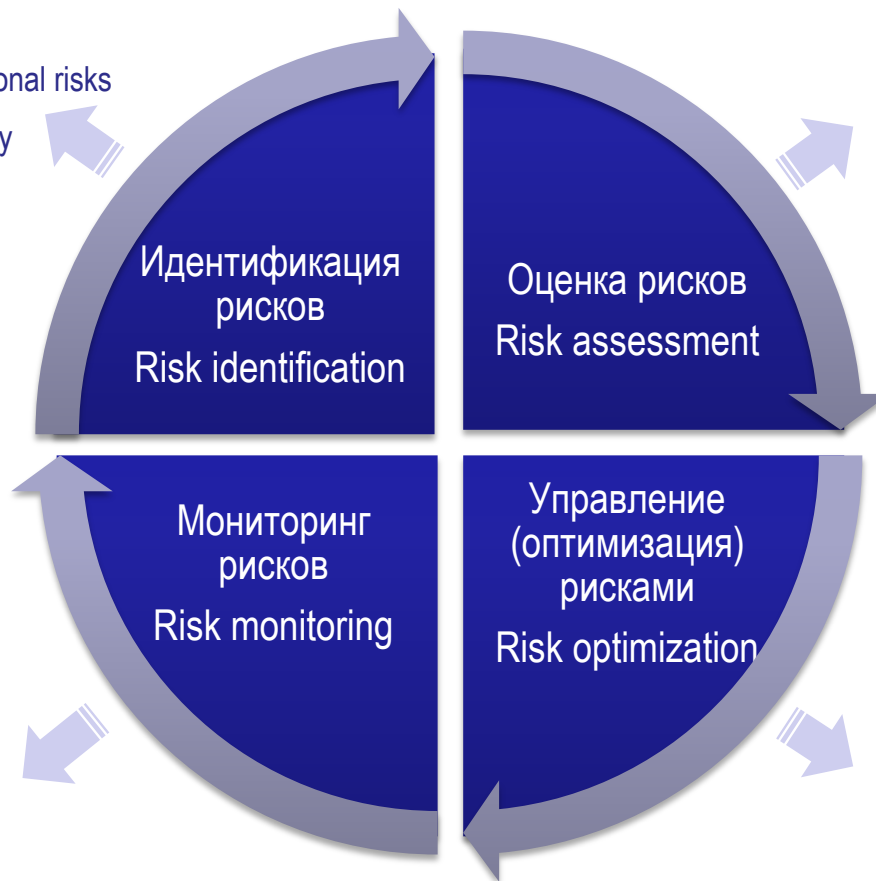 onal risks
y
Идентификация
рисков
Risk identification
Оценка рисков
Risk assessment
Мониторинг
рисков
Risk monitoring
Управление
(оптимизация)
рисками
Risk optimization